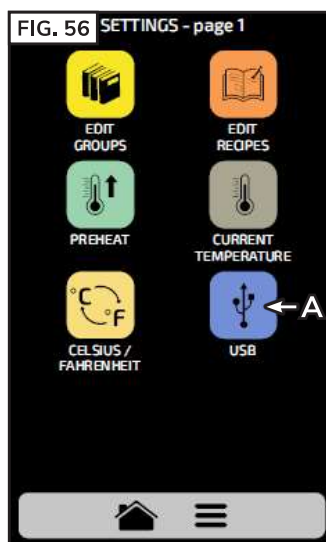 FIG. 56
SETTINGS - page 1
EDIT
GROUPS
EDIT
RECIPES
PREHEAT
CURRENT
TEMPERATURE
°C
°F
CELSIUS /
FAHRENHEIT
USB
A